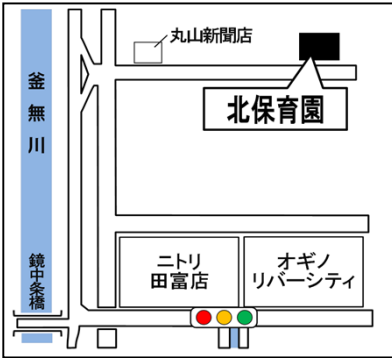 丸山新聞店
北保育園
釜無川
ニトリ
田富店
オギノ
リバーシティ
鏡中条橋